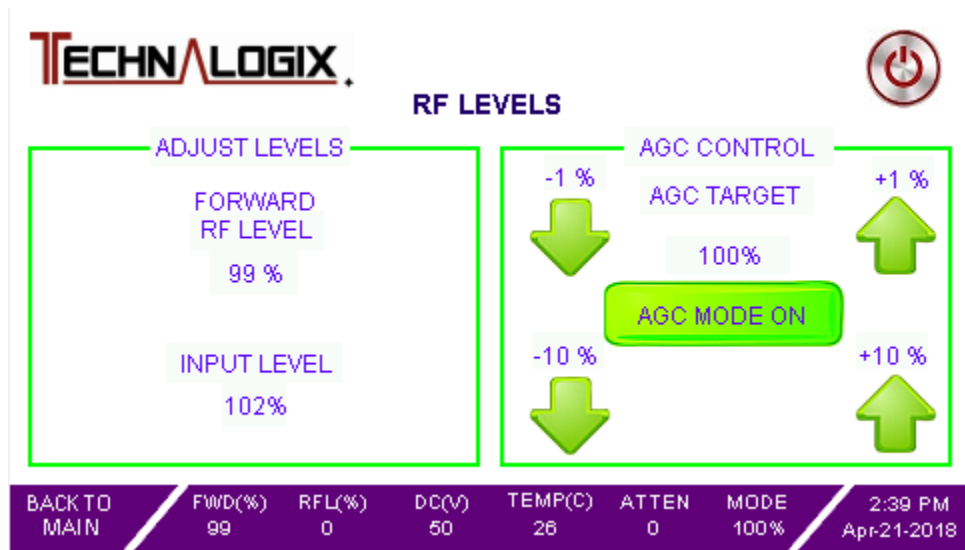 TECHNALOGIX
RF LEVELS
ADJUST LEVELS
FORWARD
RF LEVEL
99 %
INPUT LEVEL
102%
AGC CONTROL
-1 %
AGC TARGET
+1 %
100%
AGC MODE ON
-10 %
+10 %
BACK TO
MAIN
FWD(%) RFL(%) DC(V) TEMP(C) ATTEN MODE
99 0 50 26 0 100%
2:39 PM
Apr-21-2018